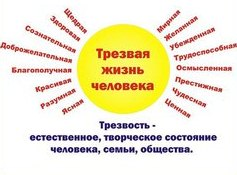 Щедрая
Здоровая
Сознательная
Доброжелательная
Благополучная
Красивая
Разумная
Ясная
Трезвая
жизнь
человека
Мирная
Желанная
Убежденная
Трудоспособная
Осмысленная
Престижная
Чудесная
Ценная
Трезвость -
естественное, творческое состояние
человека, семьи, общества.